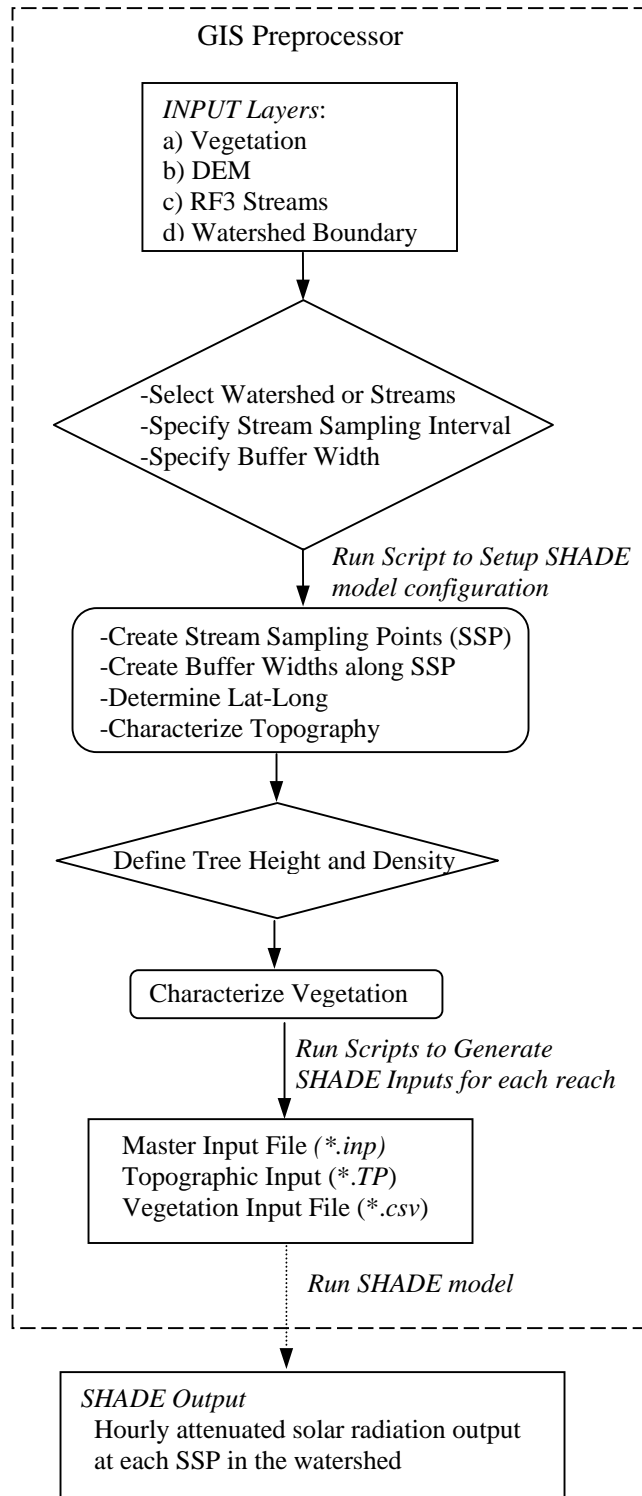 GIS Preprocessor
INPUT Layers:
a) Vegetation
b) DEM
c) RF3 Streams
d) Watershed Boundary
-Select Watershed or Streams
-Specify Stream Sampling Interval
-Specify Buffer Width
Run Script to Setup SHADE
model configuration
-Create Stream Sampling Points (SSP)
-Create Buffer Widths along SSP
-Determine Lat-Long
-Characterize Topography
Define Tree Height and Density
Characterize Vegetation
Run Scripts to Generate
SHADE Inputs for each reach
Master Input File (*.inp)
Topographic Input (*.TP)
Vegetation Input File (*.csv)
Run SHADE model
SHADE Output
Hourly attenuated solar radiation output
at each SSP in the watershed